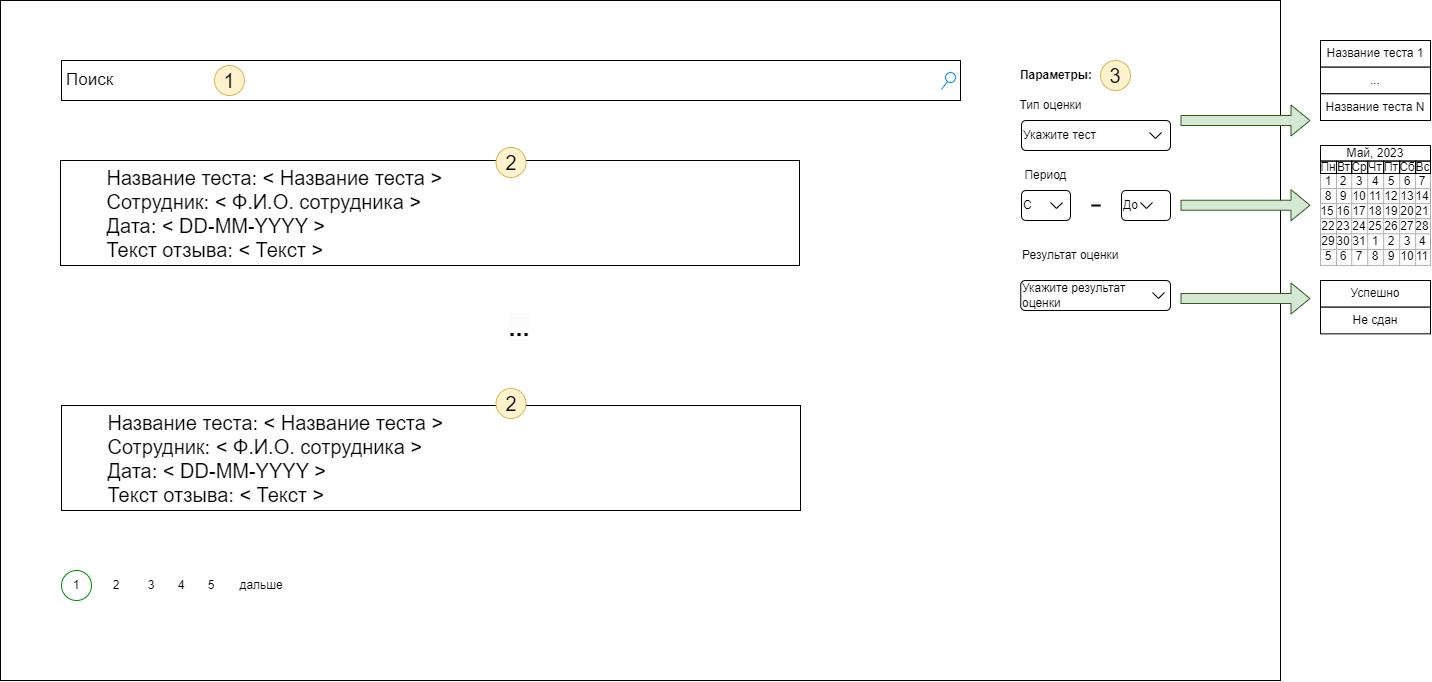 Поиск
1
2
Название теста: < Название теста >
Сотрудник: < Ф.И.О. сотрудника >
Дата: < DD-MM-YYYY >
Текст отзыва: < Текст >
...
2
Название теста: < Название теста >
Сотрудник: < Ф.И.О. сотрудника >
Дата: < DD-MM-YYYY >
Текст отзыва: < Текст >
1 2 3 4 5 дальше
Параметры: 3
Тип оценки
Укажите тест
Период
С – До
Результат оценки
Укажите результат
оценки
Название теста 1
...
Название теста N
Май, 2023
Пн Вт Ср Чт Пт Сб Вс
1 2 3 4 5 6 7
8 9 10 11 12 13 14
15 16 17 18 19 20 21
22 23 24 25 26 27 28
29 30 31 1 2 3 4
5 6 7 8 9 10 11
Успешно
Не сдан